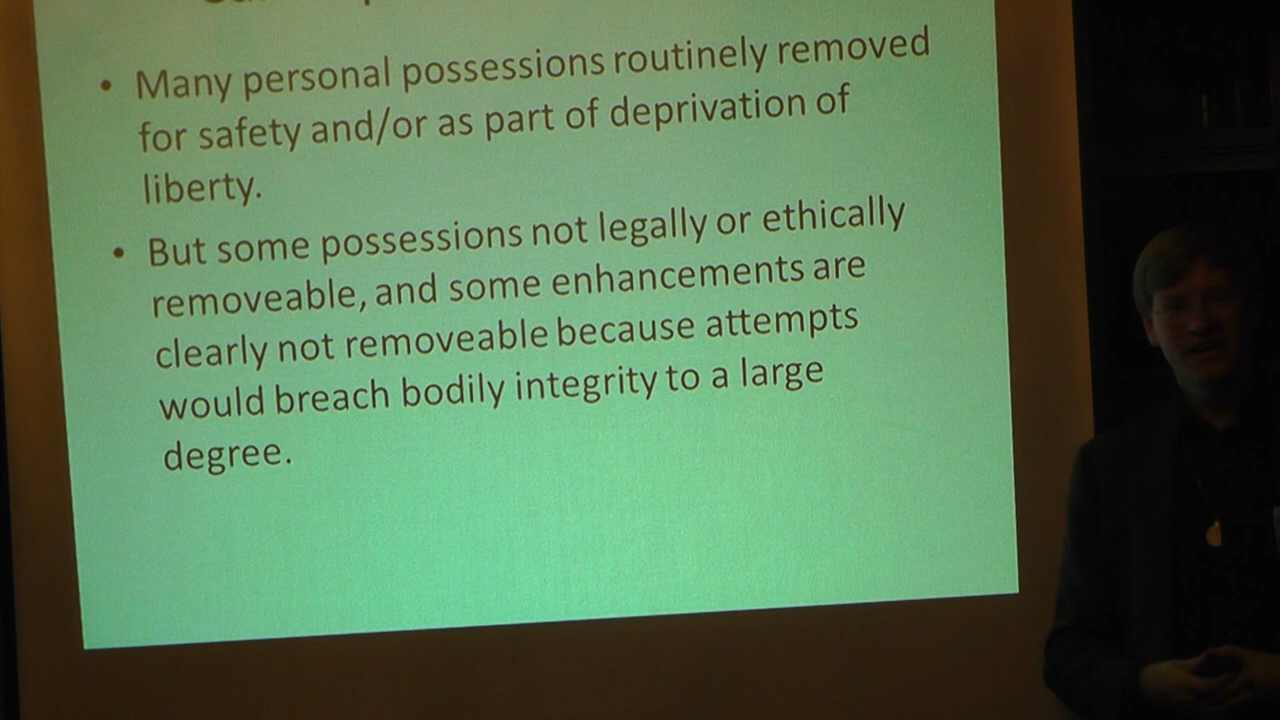 • Many personal possessions routinely removed
for safety and/or as part of deprivation of
liberty.
• But some possessions not legally or ethically
removeable, and some enhancements are
clearly not removeable because attempts
would breach bodily integrity to a large
degree.